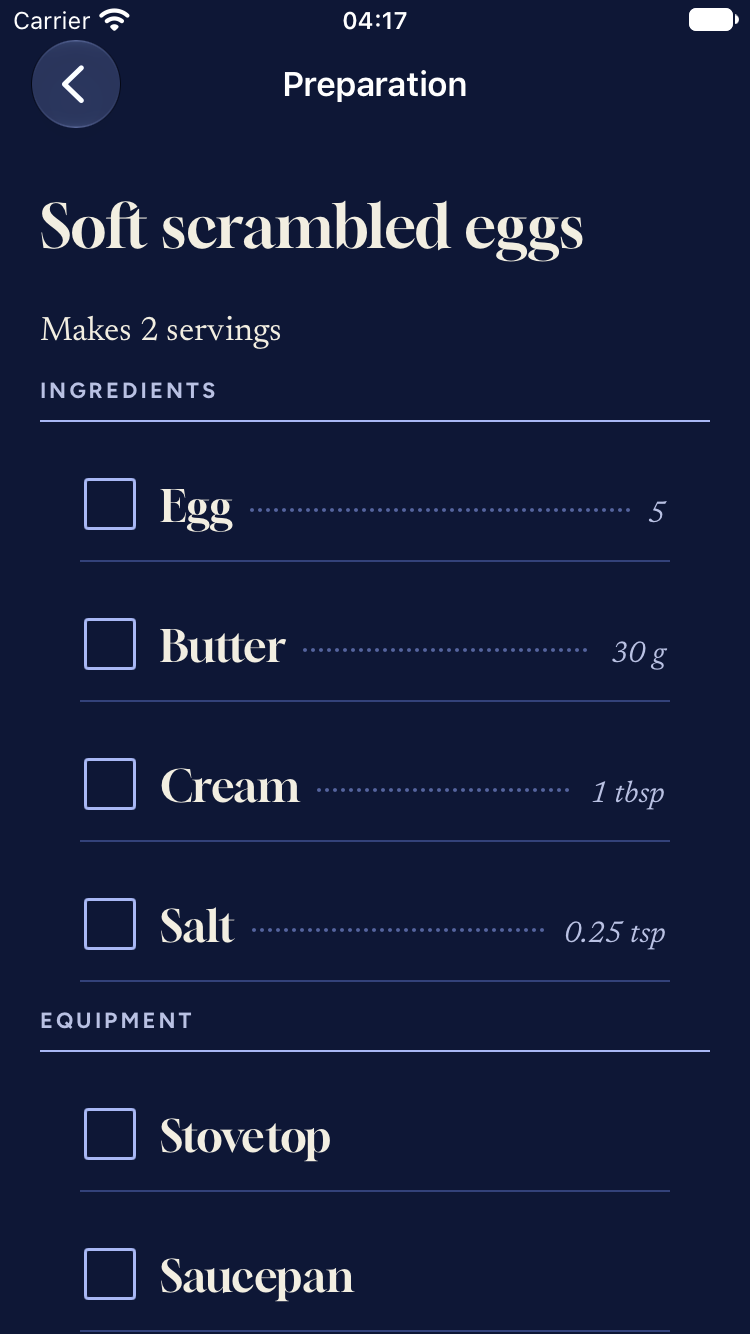 Carrier 04:17
Preparation
Soft scrambled eggs
Makes 2 servings
INGREDIENTS
Egg 5
Butter 30 g
Cream 1 tbsp
Salt 0.25 tsp
EQUIPMENT
Stovetop
Saucepan